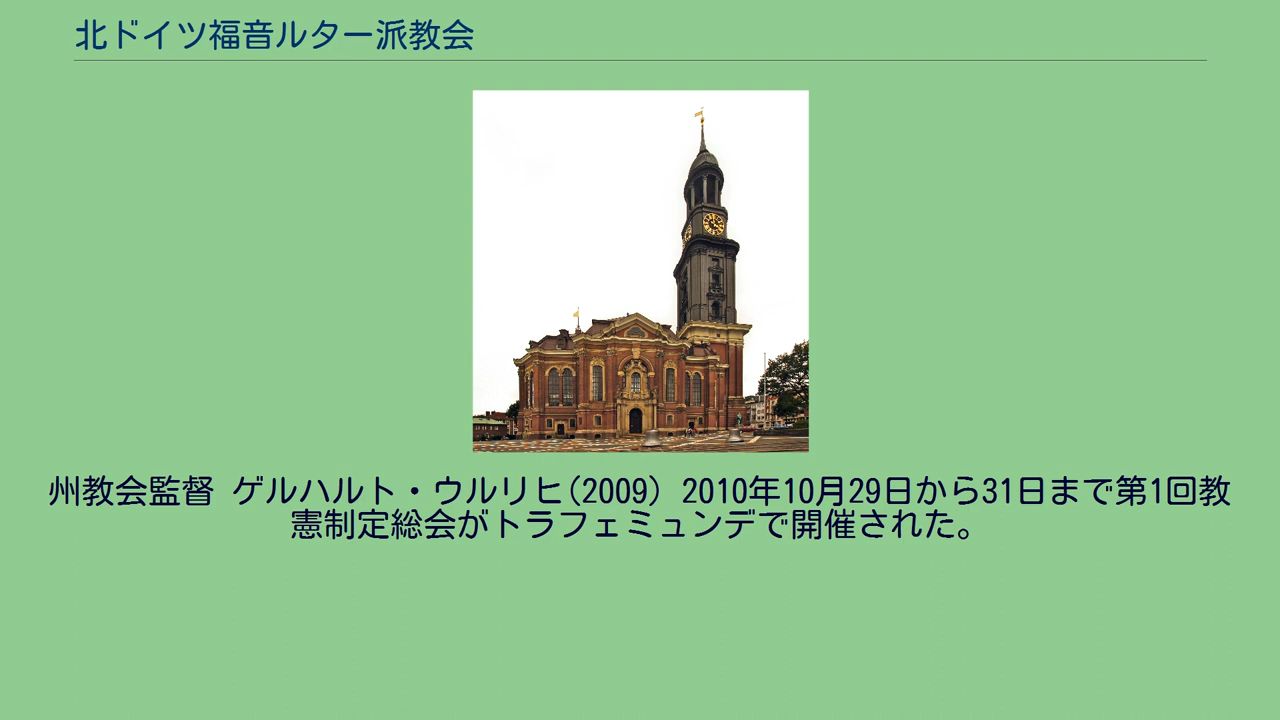 北ドイツ福音ルター派教会
州教会監督 ゲルハルト・ウルリヒ(2009) 2010年10月29日から31日まで第1回教
憲制定総会がトラフェミュンデで開催された。